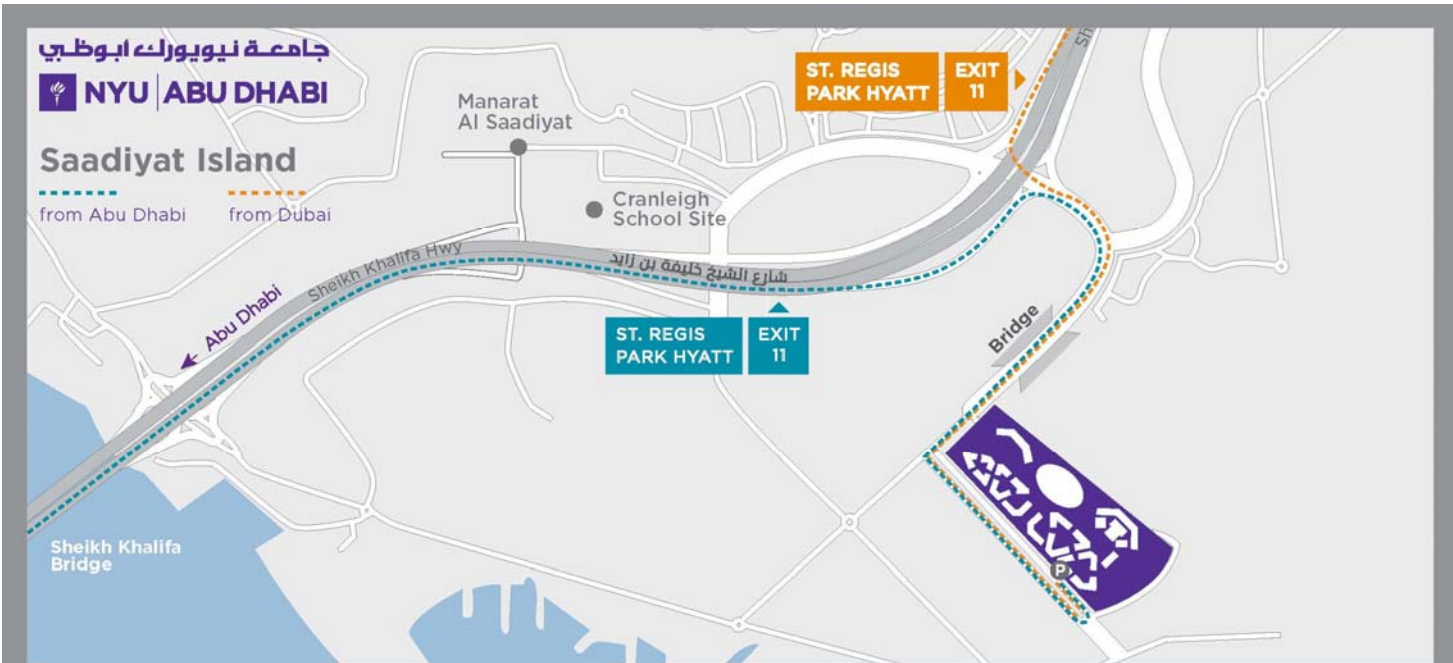 جامعة نيويورك أبوظبي
NYU ABU DHABI
Saadiyat Island
from Abu Dhabi
from Dubai
Manarat
Al Saadiyat
Cranleigh
School Site
ST. REGIS
PARK HYATT
EXIT
11
Sh
Sheikh Khalifa Hwy
شارع الشيخ خليفة بن زايد
Abu Dhabi
ST. REGIS
PARK HYATT
EXIT
11
Bridge
P
Sheikh Khalifa
Bridge